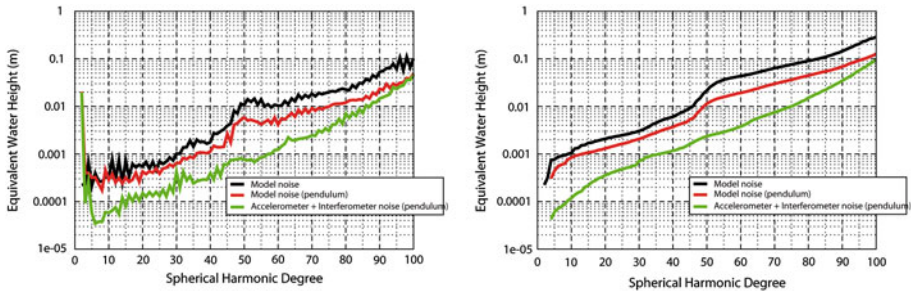 Equivalent Water Height (m)
1
0.1
0.01
0.001
0.0001
1e-05
0 10 20 30 40 50 60 70 80 90 100
Spherical Harmonic Degree
Model noise
Model noise (pendulum)
Accelerometer + Interferometer noise (pendulum)
Equivalent Water Height (m)
1
0.1
0.01
0.001
0.0001
1e-05
0 10 20 30 40 50 60 70 80 90 100
Spherical Harmonic Degree
Model noise
Model noise (pendulum)
Accelerometer + Interferometer noise (pendulum)